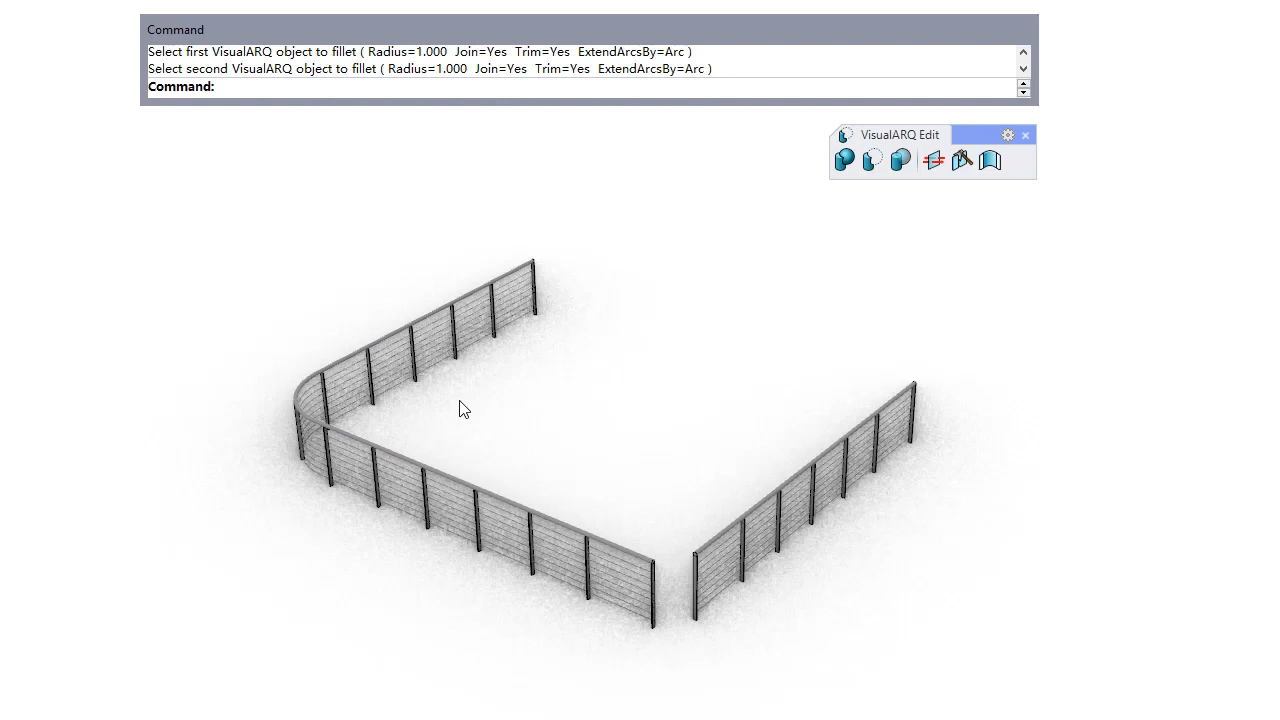 Command
Select first VisualARQ object to fillet ( Radius=1.000  Join=Yes  Trim=Yes  ExtendArcsBy=Arc )
Select second VisualARQ object to fillet ( Radius=1.000  Join=Yes  Trim=Yes  ExtendArcsBy=Arc )
Command:
VisualARQ Edit